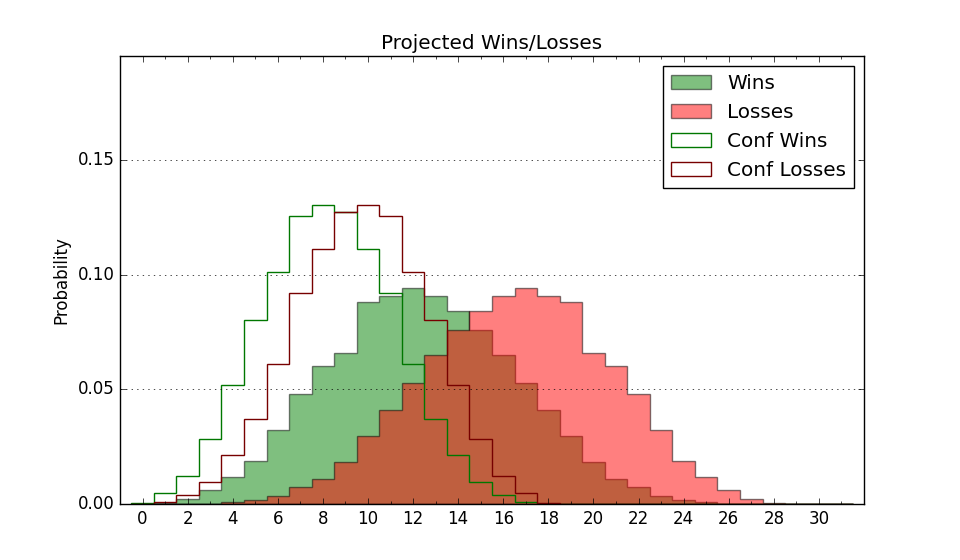 Projected Wins/Losses
Wins
Losses
Conf Wins
Conf Losses
Probability
0.15
0.10
0.05
0.00
0 2 4 6 8 10 12 14 16 18 20 22 24 26 28 30